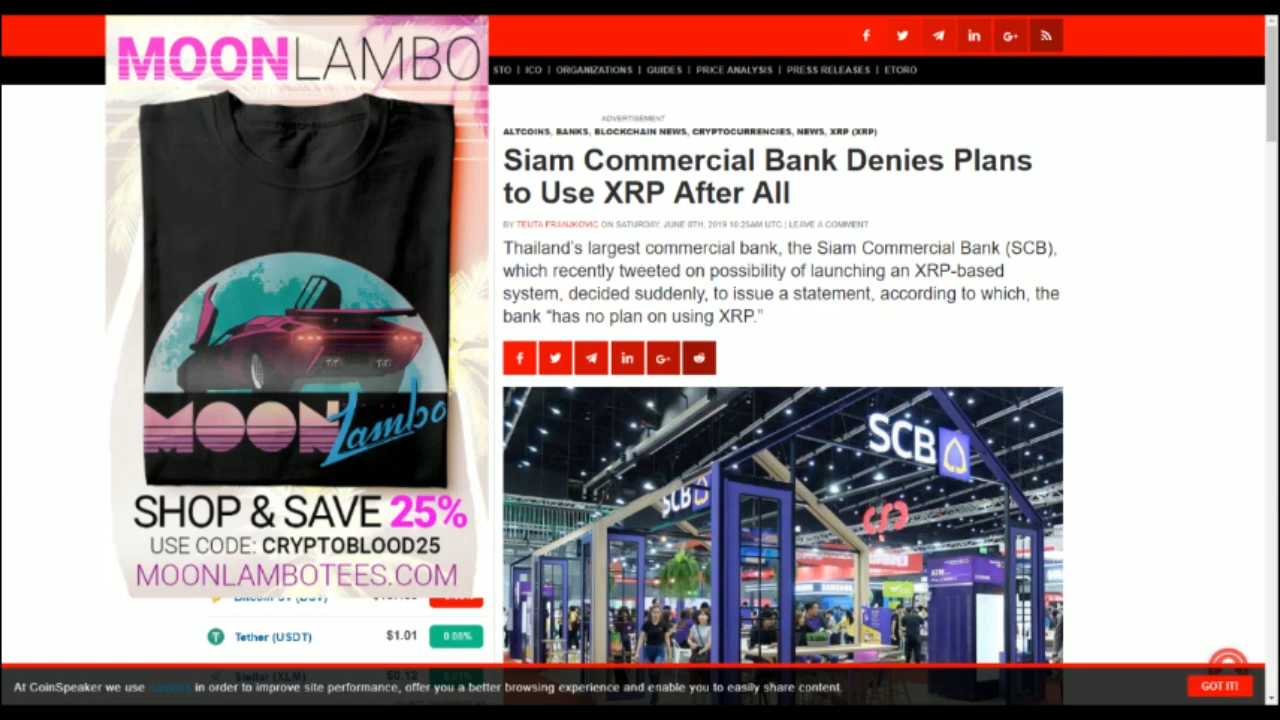 MOONLAMBO
STO | ICO | ORGANIZATIONS | GUIDES | PRICE ANALYSIS | PRESS RELEASES | ETORO
ADVERTISEMENT
ALTCOINS, BANKS, BLOCKCHAIN NEWS, CRYPTOCURRENCIES, NEWS, XRP (XRP)
Siam Commercial Bank Denies Plans
to Use XRP After All
BY TEUTA FRANJKOVIC ON SATURDAY, JUNE 8TH, 2019 10:25AM UTC | LEAVE A COMMENT
Thailand's largest commercial bank, the Siam Commercial Bank (SCB),
which recently tweeted on possibility of launching an XRP-based
system, decided suddenly, to issue a statement, according to which, the
bank “has no plan on using XRP.”
MOON Lambo
SHOP & SAVE 25%
USE CODE: CRYPTOBLOOD25
MOONLAMBOTEES.COM
SCB
SCB
Tether (USDT) $1.01 0.08%
Stellar (XLM) $0.12
At CoinSpeaker we use cookies in order to improve site performance, offer you a better browsing experience and enable you to easily share content.
GOT IT!